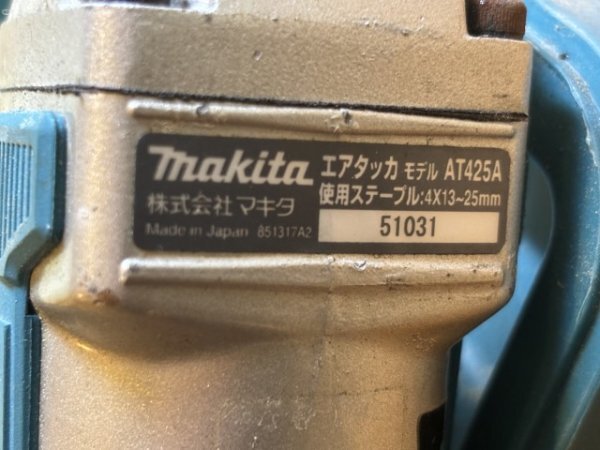 makita エアタッカ モデル AT425A
株式会社マキタ 使用ステープル:4X13~25mm
Made in Japan 851317A2 51031